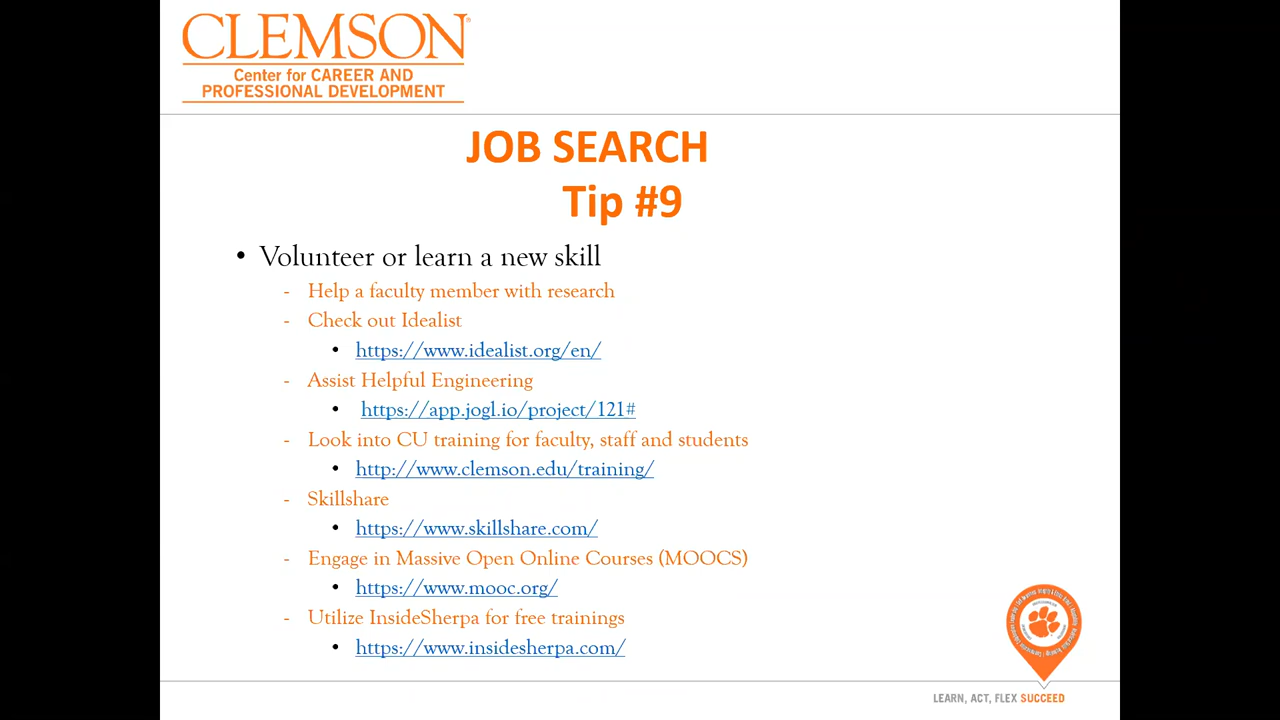 CLEMSON®
Center for CAREER AND
PROFESSIONAL DEVELOPMENT
JOB SEARCH
Tip #9
• Volunteer or learn a new skill
- Help a faculty member with research
- Check out Idealist
• https://www.idealist.org/en/
- Assist Helpful Engineering
• https://app.jogl.io/project/121#
- Look into CU training for faculty, staff and students
• http://www.clemson.edu/training/
- Skillshare
• https://www.skillshare.com/
- Engage in Massive Open Online Courses (MOOCS)
• https://www.mooc.org/
- Utilize InsideSherpa for free trainings
• https://www.insidesherpa.com/
LEARN, ACT, FLEX SUCCEED